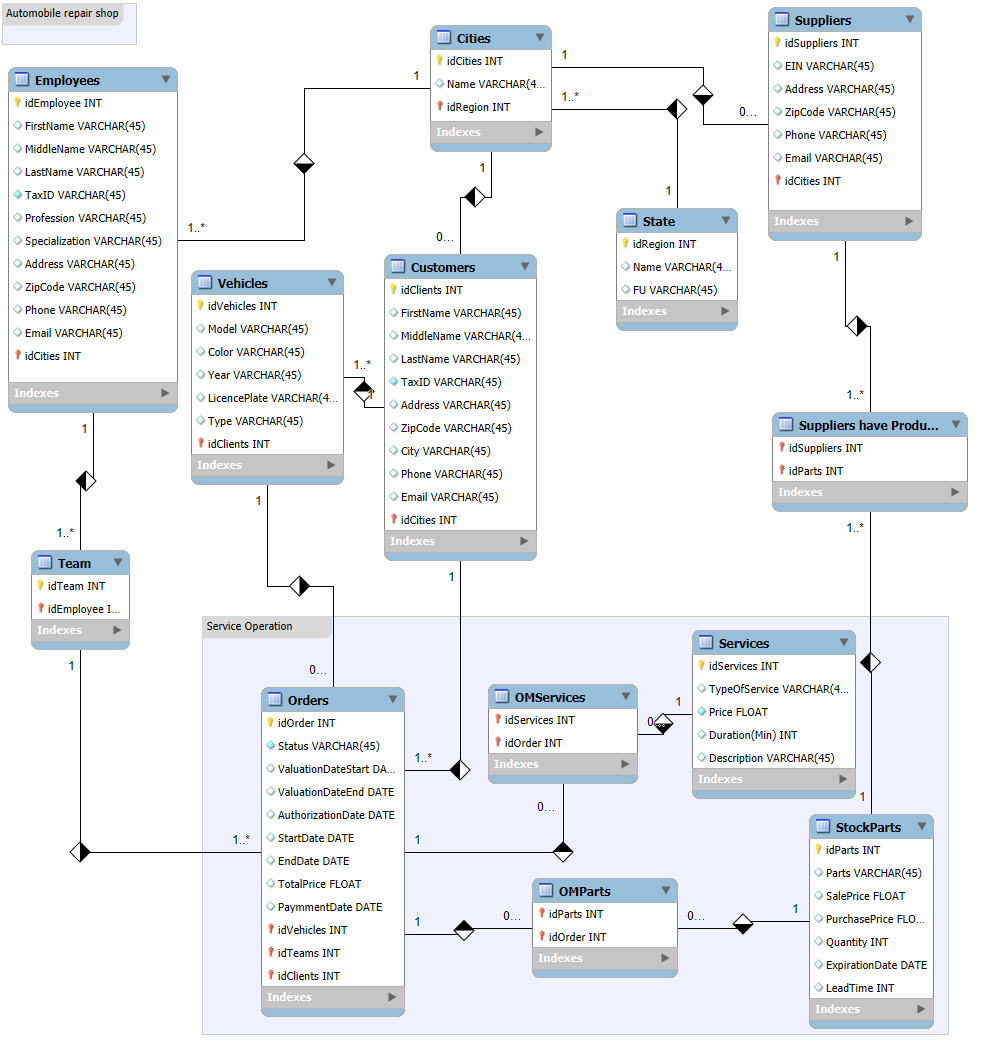 Automobile repair shop
Employees
idEmployee INT
FirstName VARCHAR(45)
MiddleName VARCHAR(45)
LastName VARCHAR(45)
TaxID VARCHAR(45)
Profession VARCHAR(45)
Specialization VARCHAR(45)
Address VARCHAR(45)
ZipCode VARCHAR(45)
Phone VARCHAR(45)
Email VARCHAR(45)
idCities INT
Indexes
Cities
idCities INT
Name VARCHAR(4...
idRegion INT
Indexes
Suppliers
idSuppliers INT
EIN VARCHAR(45)
Address VARCHAR(45)
ZipCode VARCHAR(45)
Phone VARCHAR(45)
Email VARCHAR(45)
idCities INT
Indexes
State
idRegion INT
Name VARCHAR(4...
FU VARCHAR(45)
Indexes
Vehicles
idVehicles INT
Model VARCHAR(45)
Color VARCHAR(45)
Year VARCHAR(45)
LicencePlate VARCHAR(4...
Type VARCHAR(45)
idClients INT
Indexes
Customers
idClients INT
FirstName VARCHAR(45)
MiddleName VARCHAR(4...
LastName VARCHAR(45)
TaxID VARCHAR(45)
Address VARCHAR(45)
ZipCode VARCHAR(45)
City VARCHAR(45)
Phone VARCHAR(45)
Email VARCHAR(45)
idCities INT
Indexes
Suppliers have Produ...
idSuppliers INT
idParts INT
Indexes
Team
idTeam INT
idEmployee I...
Indexes
Service Operation
Orders
idOrder INT
Status VARCHAR(45)
ValuationDateStart DA...
ValuationDateEnd DATE
AuthorizationDate DATE
StartDate DATE
EndDate DATE
TotalPrice FLOAT
PaymmentDate DATE
idVehicles INT
idTeams INT
idClients INT
Indexes
OMServices
idServices INT
idOrder INT
Indexes
Services
idServices INT
TypeOfService VARCHAR(4...
Price FLOAT
Duration(Min) INT
Description VARCHAR(45)
Indexes
OMParts
idParts INT
idOrder INT
Indexes
StockParts
idParts INT
Parts VARCHAR(45)
SalePrice FLOAT
PurchasePrice FLO...
Quantity INT
ExpirationDate DATE
LeadTime INT
Indexes
1
1..*
1
0...
1..*
1
1
0...
1..*
1
1
1..*
1..*
1
1
1..*
1
1..*
1
0...
1
1..*
1
0...
1
0...
0...
1
1